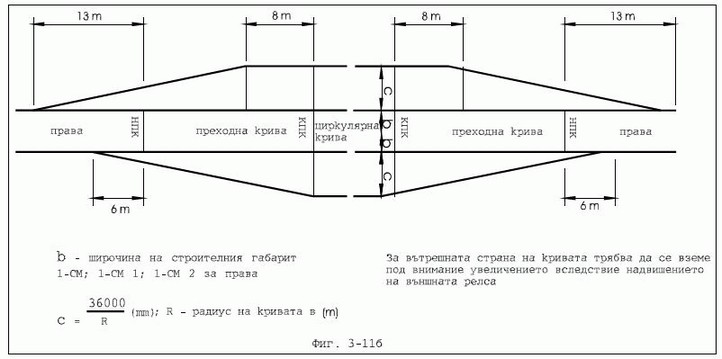 13 m 8 m 8 m 13 m
c
права НПК преходна крива КПК циркулярна крива b b КПК преходна крива НПК права
c
6 m 6 m
b - широчина на строителния габарит
1-СМ; 1-СМ 1; 1-СМ 2 за права
За вътрешната страна на кривата трябва да се вземе
под внимание увеличението вследствие надвишението
на външната релса
c = 36000 / R (mm); R - радиус на кривата в (m)
Фиг. 3-11б